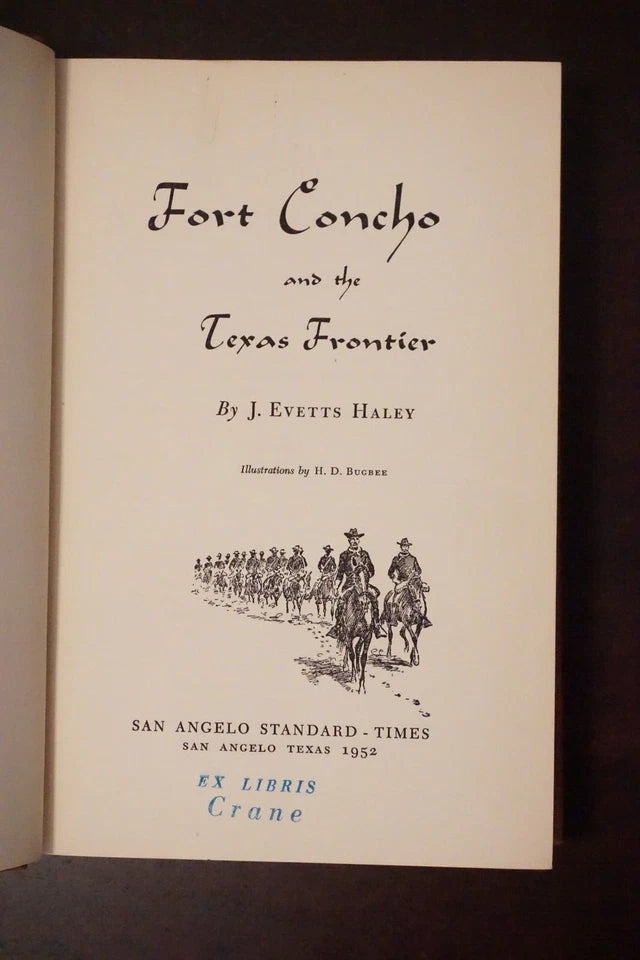 Fort Concho
and the
Texas Frontier
By J. EVETTS HALEY
Illustrations by H. D. BUGBEE
SAN ANGELO STANDARD - TIMES
SAN ANGELO TEXAS 1952
EX LIBRIS
Crane